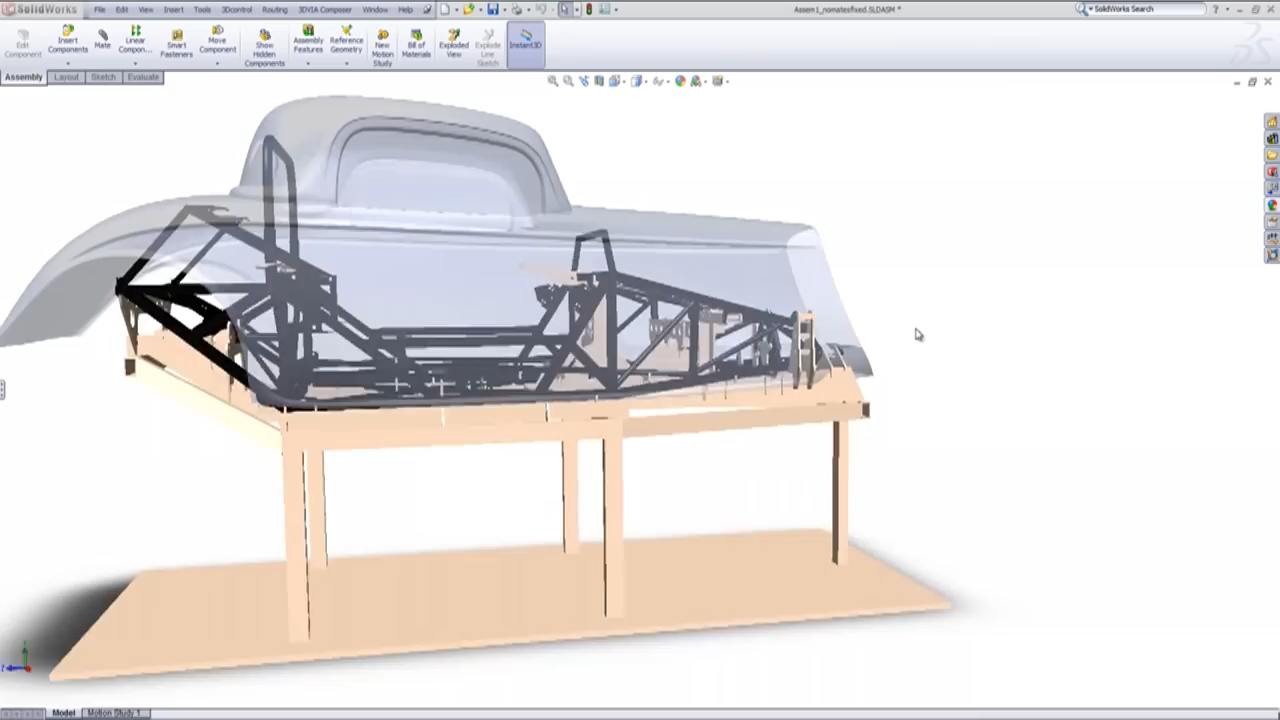 SolidWorks File Edit View Insert Tools 3Dcontrol Routing 3DVIA Composer Window Help Assem1_nomatesfixed.SLDASM * SolidWorks Search
Edit Component
Insert Components
Mate
Linear Compon...
Smart Fasteners
Move Component
Show Hidden Components
Assembly Features
Reference Geometry
New Motion Study
Bill of Materials
Exploded View
Explode Line Sketch
Instant3D
Assembly Layout Sketch Evaluate
Model Motion Study 1